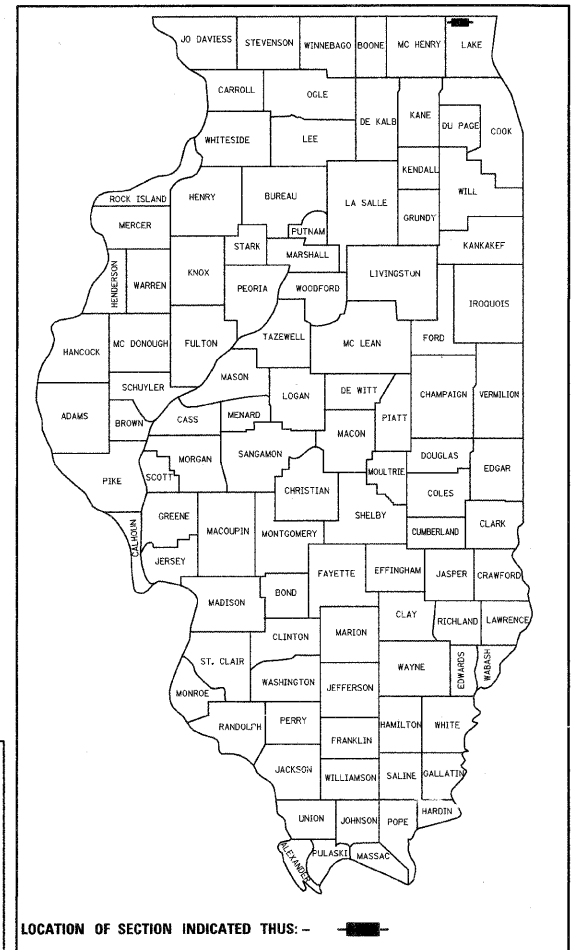 JO DAVIESS STEVENSON WINNEBAGO BOONE MC HENRY LAKE
CARROLL OGLE
DE KALB KANE DU PAGE COOK
WHITESIDE LEE
KENDALL WILL
ROCK ISLAND HENRY BUREAU LA SALLE
MERCER PUTNAM GRUNDY
STARK MARSHALL KANKAKEF
HENDERSON WARREN KNOX PEORIA WOODFORD LIVINGSTON IROQUOIS
TAZEWELL FORD
HANCOCK MC DONOUGH FULTON MC LEAN
MASON
SCHUYLER LOGAN DE WITT CHAMPAIGN VERMILION
ADAMS BROWN CASS MENARD PIATT
MACON
MORGAN SANGAMON DOUGLAS
PIKE SCOTT MOULTRIE EDGAR
CHRISTIAN COLES
GREENE SHELBY
CALHOUN MACOUPIN MONTGOMERY CUMBERLAND CLARK
JERSEY FAYETTE EFFINGHAM JASPER CRAWFORD
MADISON BOND
CLAY RICHLAND LAWRENCE
CLINTON MARION
ST. CLAIR WAYNE EDWARDS WABASH
WASHINGTON JEFFERSON
MONROE
RANDOLPH PERRY HAMILTON WHITE
FRANKLIN
JACKSON WILLIAMSON SALINE GALLATIN
UNION JOHNSON POPE HARDIN
ALEXANDER PULASKI MASSAC
LOCATION OF SECTION INDICATED THUS: -